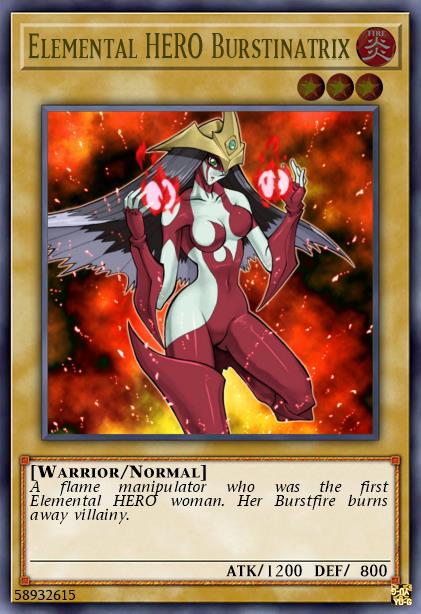 Elemental HERO Burstinatrix
FIRE
炎
[Warrior/Normal]
A flame manipulator who was the first
Elemental HERO woman. Her Burstfire burns
away villainy.
ATK/1200 DEF/ 800
58932615